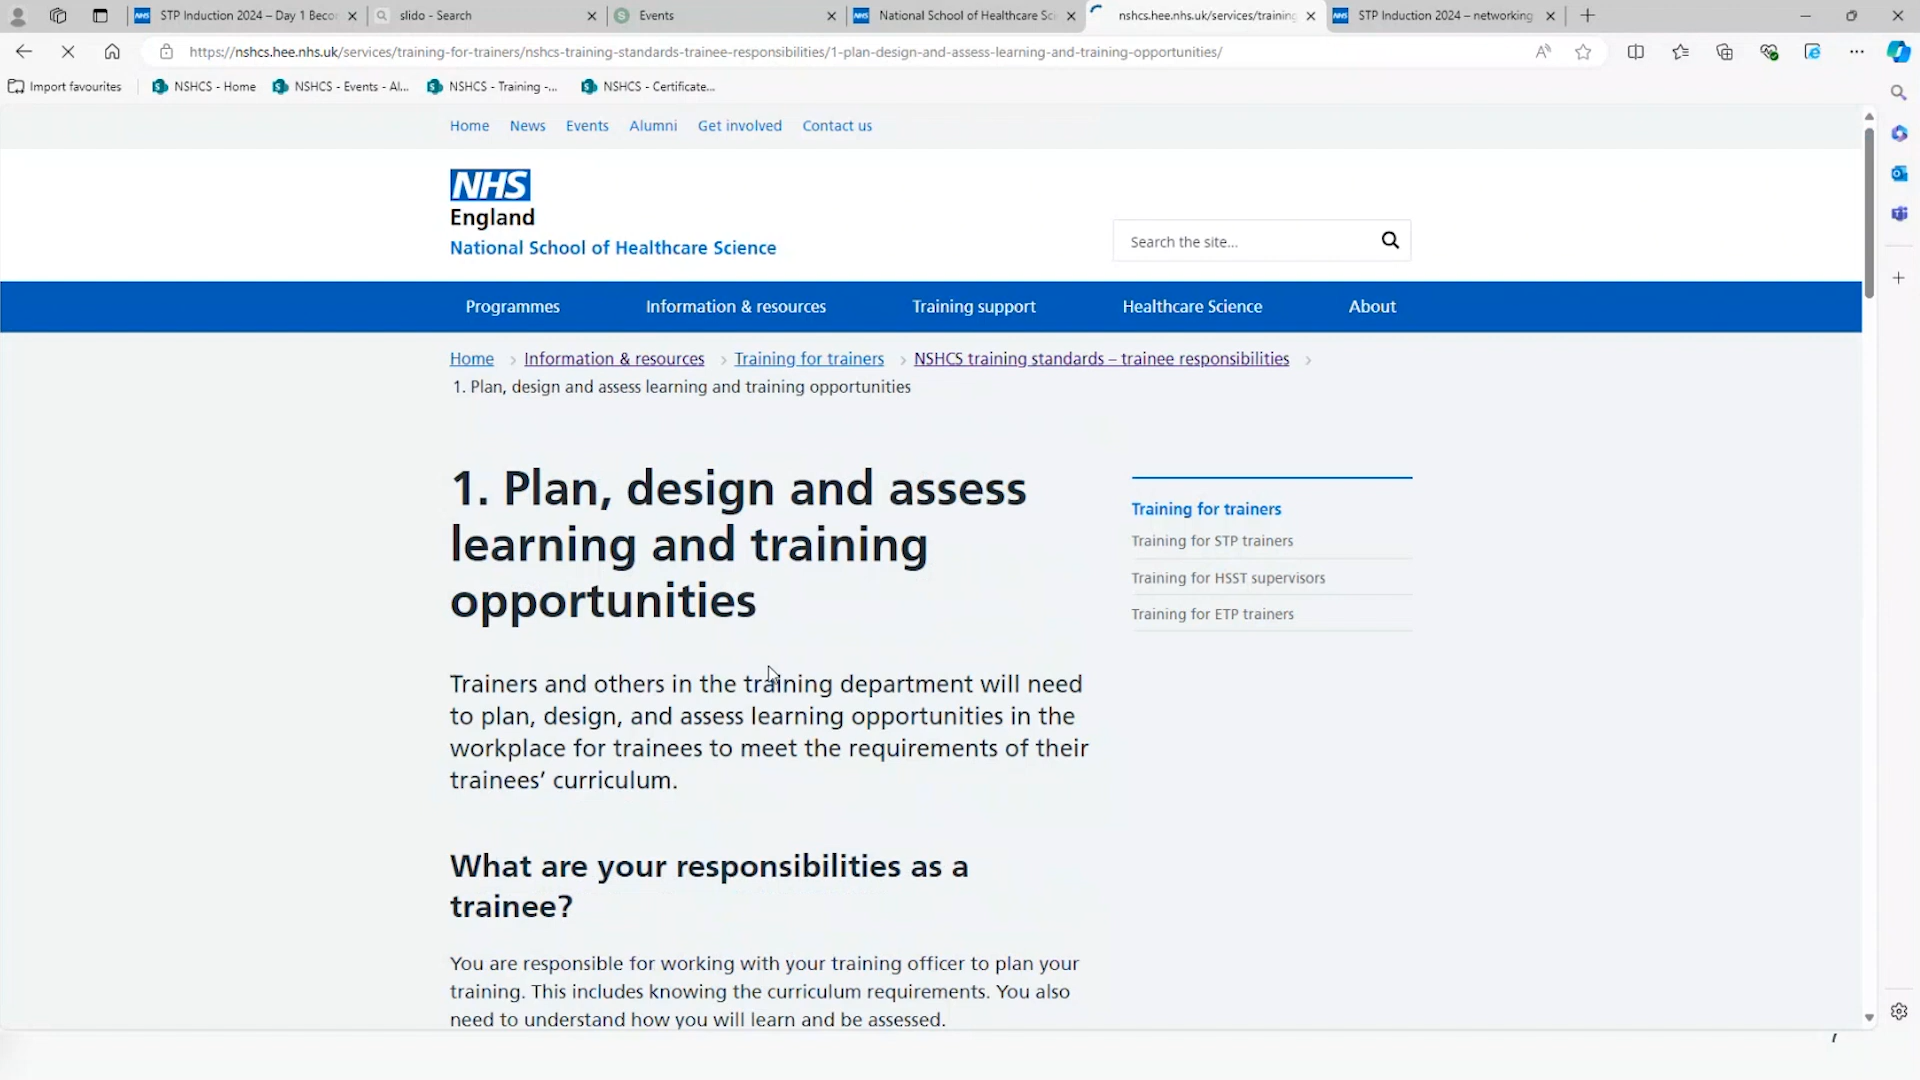 STP Induction 2024 – Day 1 Becor
slido - Search
Events
National School of Healthcare Sci
nshcs.hee.nhs.uk/services/training
STP Induction 2024 – networking
https://nshcs.hee.nhs.uk/services/training-for-trainers/nshcs-training-standards-trainee-responsibilities/1-plan-design-and-assess-learning-and-training-opportunities/
Import favourites
NSHCS - Home
NSHCS - Events - Al...
NSHCS - Training -...
NSHCS - Certificate...
Home News Events Alumni Get involved Contact us
NHS
England
National School of Healthcare Science
Search the site...
Programmes Information & resources Training support Healthcare Science About
Home > Information & resources > Training for trainers > NSHCS training standards – trainee responsibilities >
1. Plan, design and assess learning and training opportunities
1. Plan, design and assess
learning and training
opportunities
Training for trainers
Training for STP trainers
Training for HSST supervisors
Training for ETP trainers
Trainers and others in the training department will need
to plan, design, and assess learning opportunities in the
workplace for trainees to meet the requirements of their
trainees’ curriculum.
What are your responsibilities as a
trainee?
You are responsible for working with your training officer to plan your
training. This includes knowing the curriculum requirements. You also
need to understand how you will learn and be assessed.